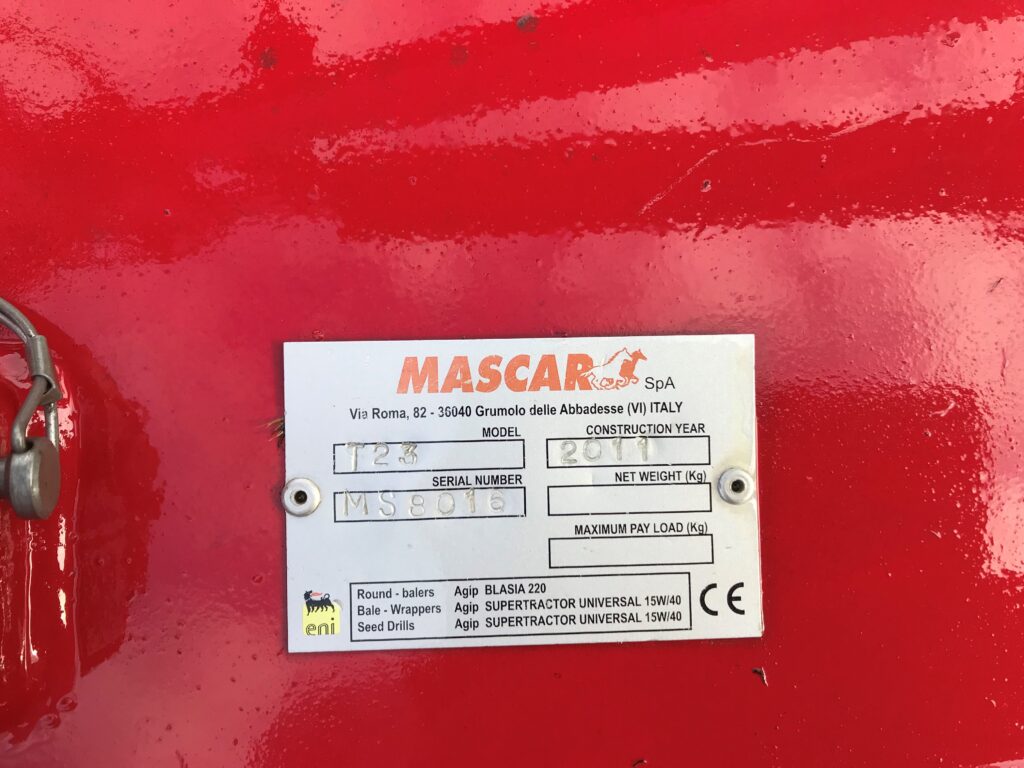 MASCAR SpA
Via Roma, 82 - 36040 Grumolo delle Abbadesse (VI) ITALY
MODEL
T23
CONSTRUCTION YEAR
2011
SERIAL NUMBER
MS8016
NET WEIGHT (Kg)
MAXIMUM PAY LOAD (Kg)
eni
Round - balers Agip BLASIA 220
Bale - Wrappers Agip SUPERTRACTOR UNIVERSAL 15W/40
Seed Drills Agip SUPERTRACTOR UNIVERSAL 15W/40
CE